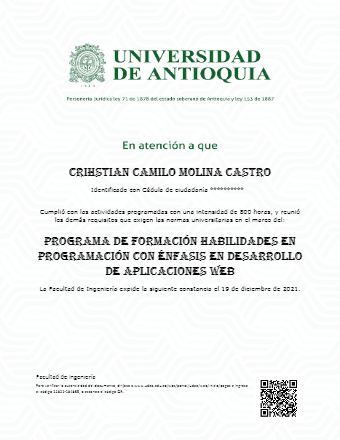 UNIVERSIDAD
DE ANTIOQUIA
1803
Personería Jurídica ley 71 de 1878 del estado soberano de Antioquia y ley 153 de 1887
En atención a que
CRIHSTIAN CAMILO MOLINA CASTRO
Identificado con Cédula de ciudadanía **********
Cumplió con las actividades programadas con una intensidad de 800 horas, y reunió
los demás requisitos que exigen las normas universitarias en el marco del:
PROGRAMA DE FORMACIÓN HABILIDADES EN
PROGRAMACIÓN CON ÉNFASIS EN DESARROLLO
DE APLICACIONES WEB
La Facultad de Ingeniería expide la siguiente constancia el 19 de diciembre de 2021.
Facultad de Ingeniería
Para verificar la autenticidad del documento, diríjase a
e ingrese
el código
o escanee el código QR.